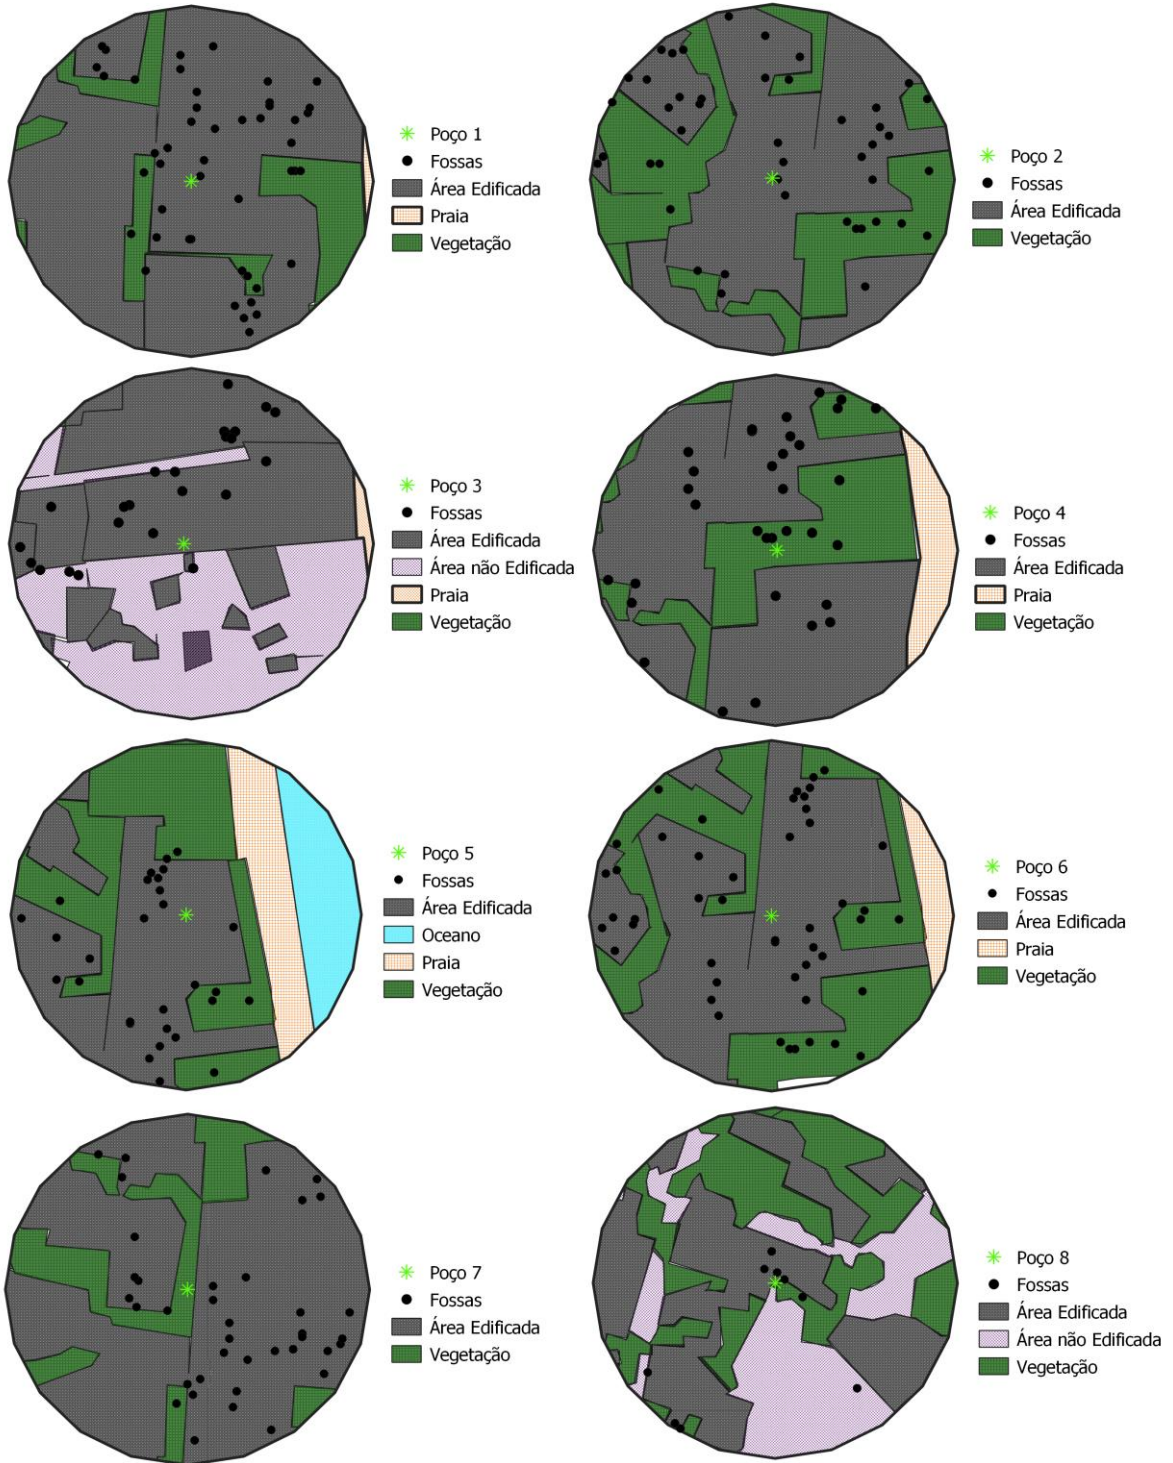 Poço 1
Fossas
Área Edificada
Praia
Vegetação
Poço 2
Fossas
Área Edificada
Vegetação
Poço 3
Fossas
Área Edificada
Área não Edificada
Praia
Vegetação
Poço 4
Fossas
Área Edificada
Praia
Vegetação
Poço 5
Fossas
Área Edificada
Oceano
Praia
Vegetação
Poço 6
Fossas
Área Edificada
Praia
Vegetação
Poço 7
Fossas
Área Edificada
Vegetação
Poço 8
Fossas
Área Edificada
Área não Edificada
Vegetação